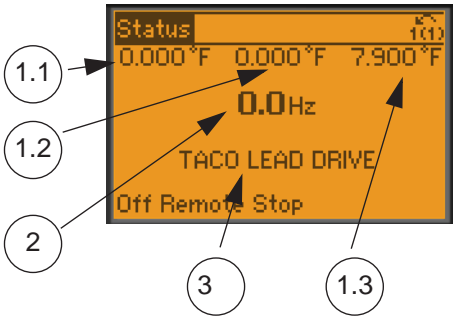 Status 1(1)
0.000°F 0.000°F 7.900°F
1.1
0.0Hz
1.2
TACO LEAD DRIVE
Off Remote Stop
2 3 1.3